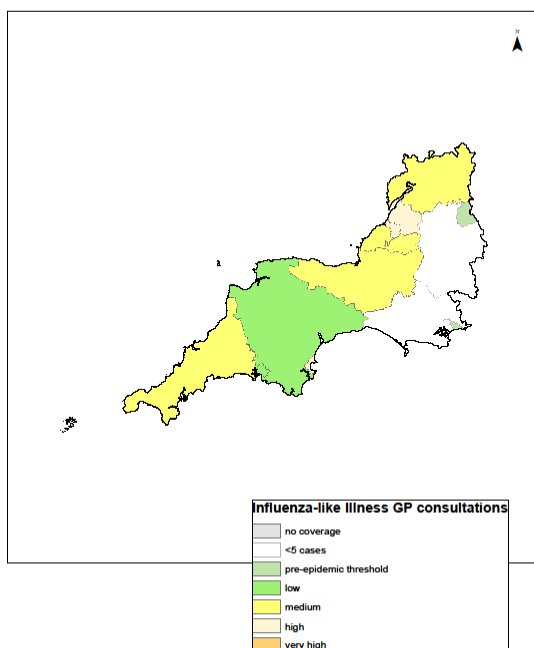 N
Influenza-like Illness GP consultations
no coverage
<5 cases
pre-epidemic threshold
low
medium
high
very high